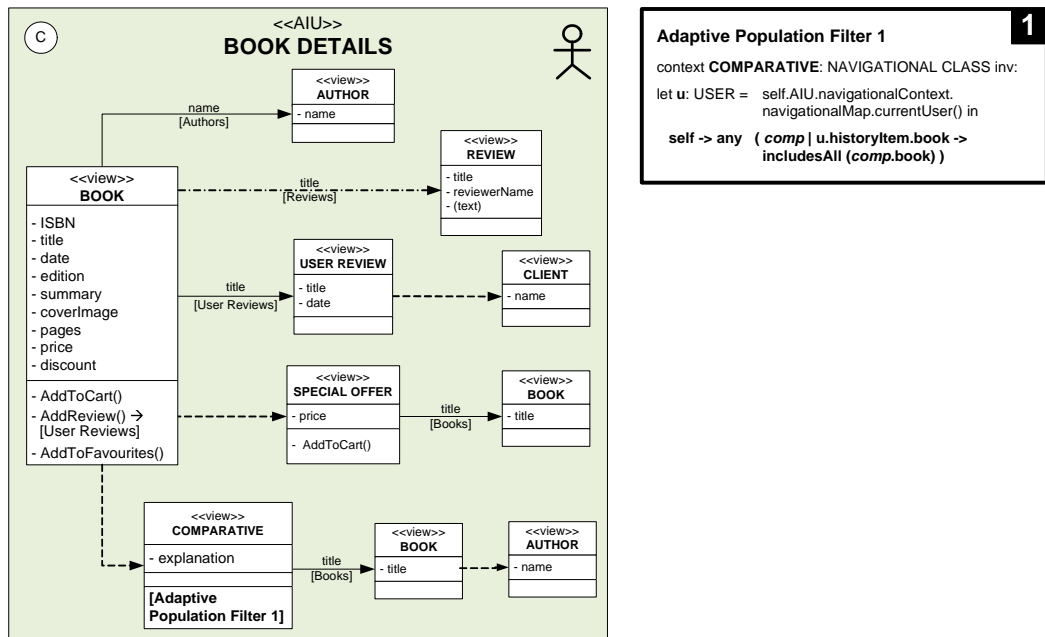 C
<<AIU>>
BOOK DETAILS
<<view>>
AUTHOR
- name
name
[Authors]
<<view>>
REVIEW
- title
- reviewerName
- (text)
title
[Reviews]
<<view>>
BOOK
- ISBN
- title
- date
- edition
- summary
- coverImage
- pages
- price
- discount
- AddToCart()
- AddReview() →
[User Reviews]
- AddToFavourites()
<<view>>
USER REVIEW
- title
- date
title
[User Reviews]
<<view>>
CLIENT
- name
<<view>>
SPECIAL OFFER
- price
- AddToCart()
title
[Books]
<<view>>
BOOK
- title
<<view>>
COMPARATIVE
- explanation
[Adaptive
Population Filter 1]
title
[Books]
<<view>>
BOOK
- title
<<view>>
AUTHOR
- name
1
Adaptive Population Filter 1
context COMPARATIVE: NAVIGATIONAL CLASS inv:
let u: USER = self.AIU.navigationalContext.
navigationalMap.currentUser() in
self -> any ( comp | u.historyItem.book ->
includesAll (comp.book) )